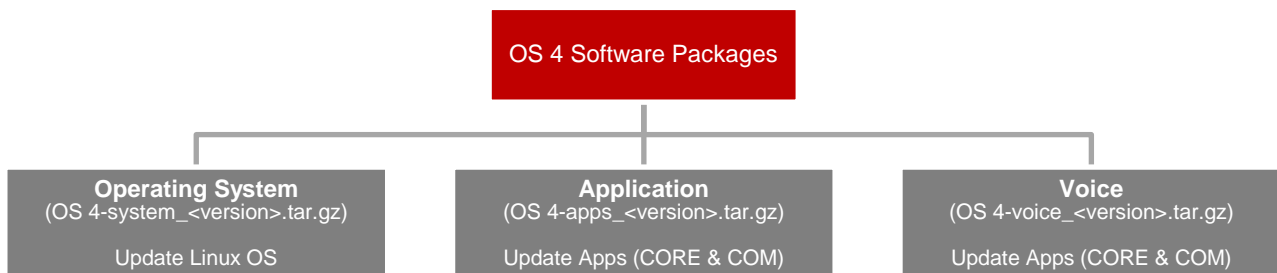 OS 4 Software Packages
Operating System
(OS 4-system_<version>.tar.gz)
Update Linux OS
Application
(OS 4-apps_<version>.tar.gz)
Update Apps (CORE & COM)
Voice
(OS 4-voice_<version>.tar.gz)
Update Apps (CORE & COM)